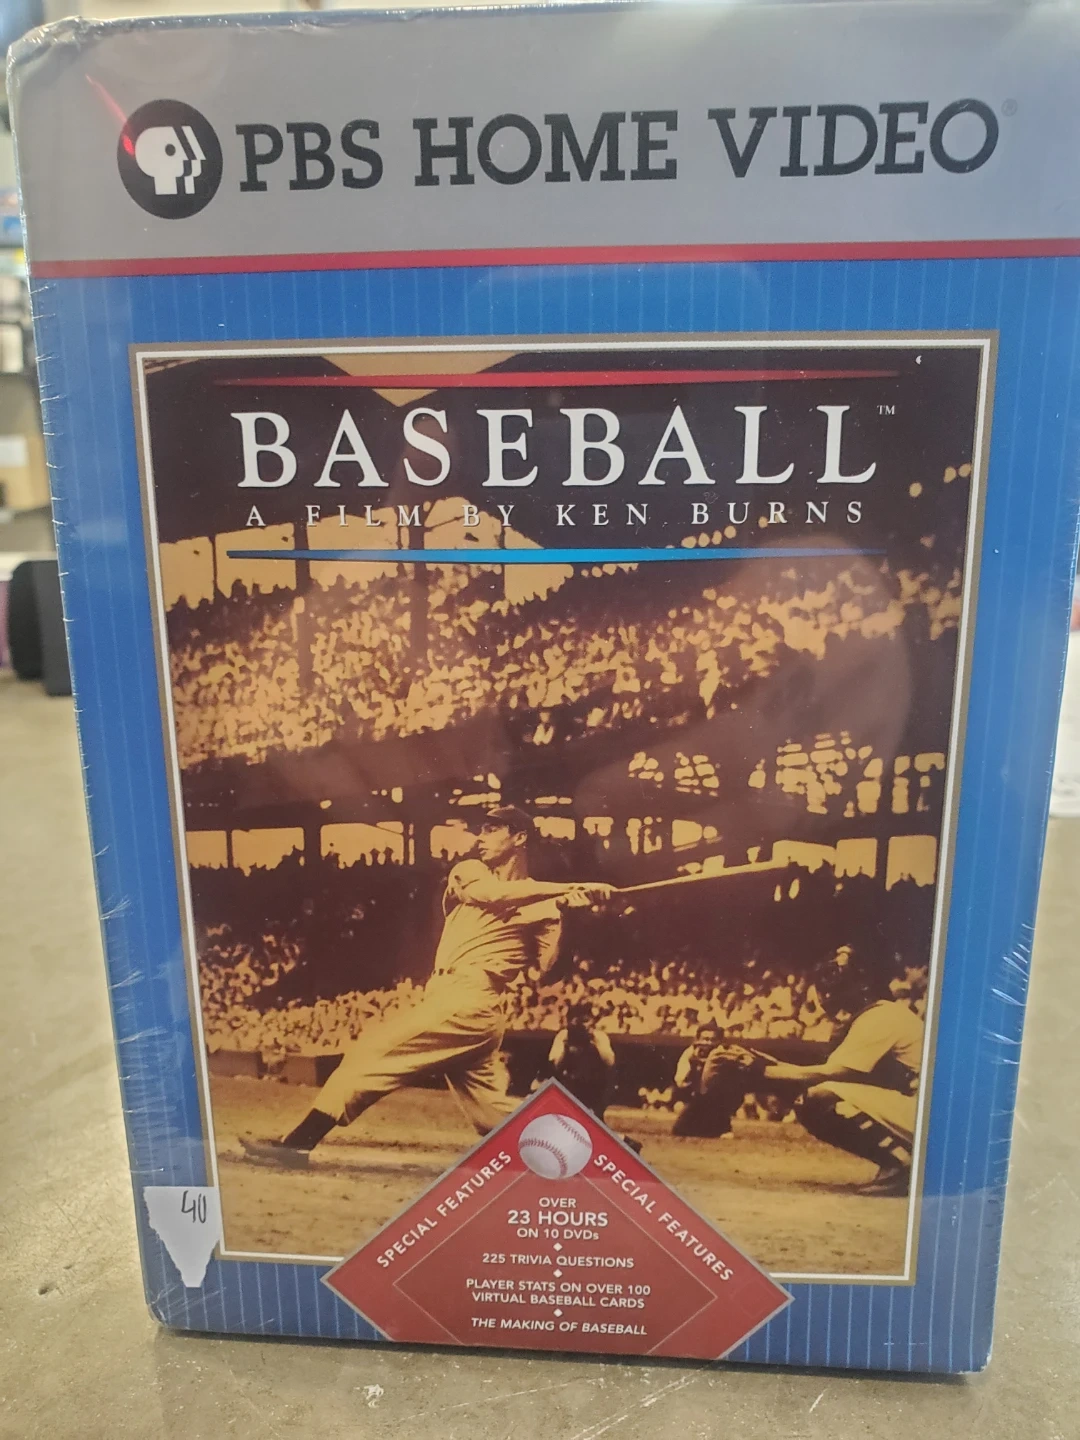 PBS HOME VIDEO®
BASEBALL™
A FILM BY KEN BURNS
SPECIAL FEATURES
SPECIAL FEATURES
OVER
23 HOURS
ON 10 DVDs
225 TRIVIA QUESTIONS
PLAYER STATS ON OVER 100
VIRTUAL BASEBALL CARDS
THE MAKING OF BASEBALL